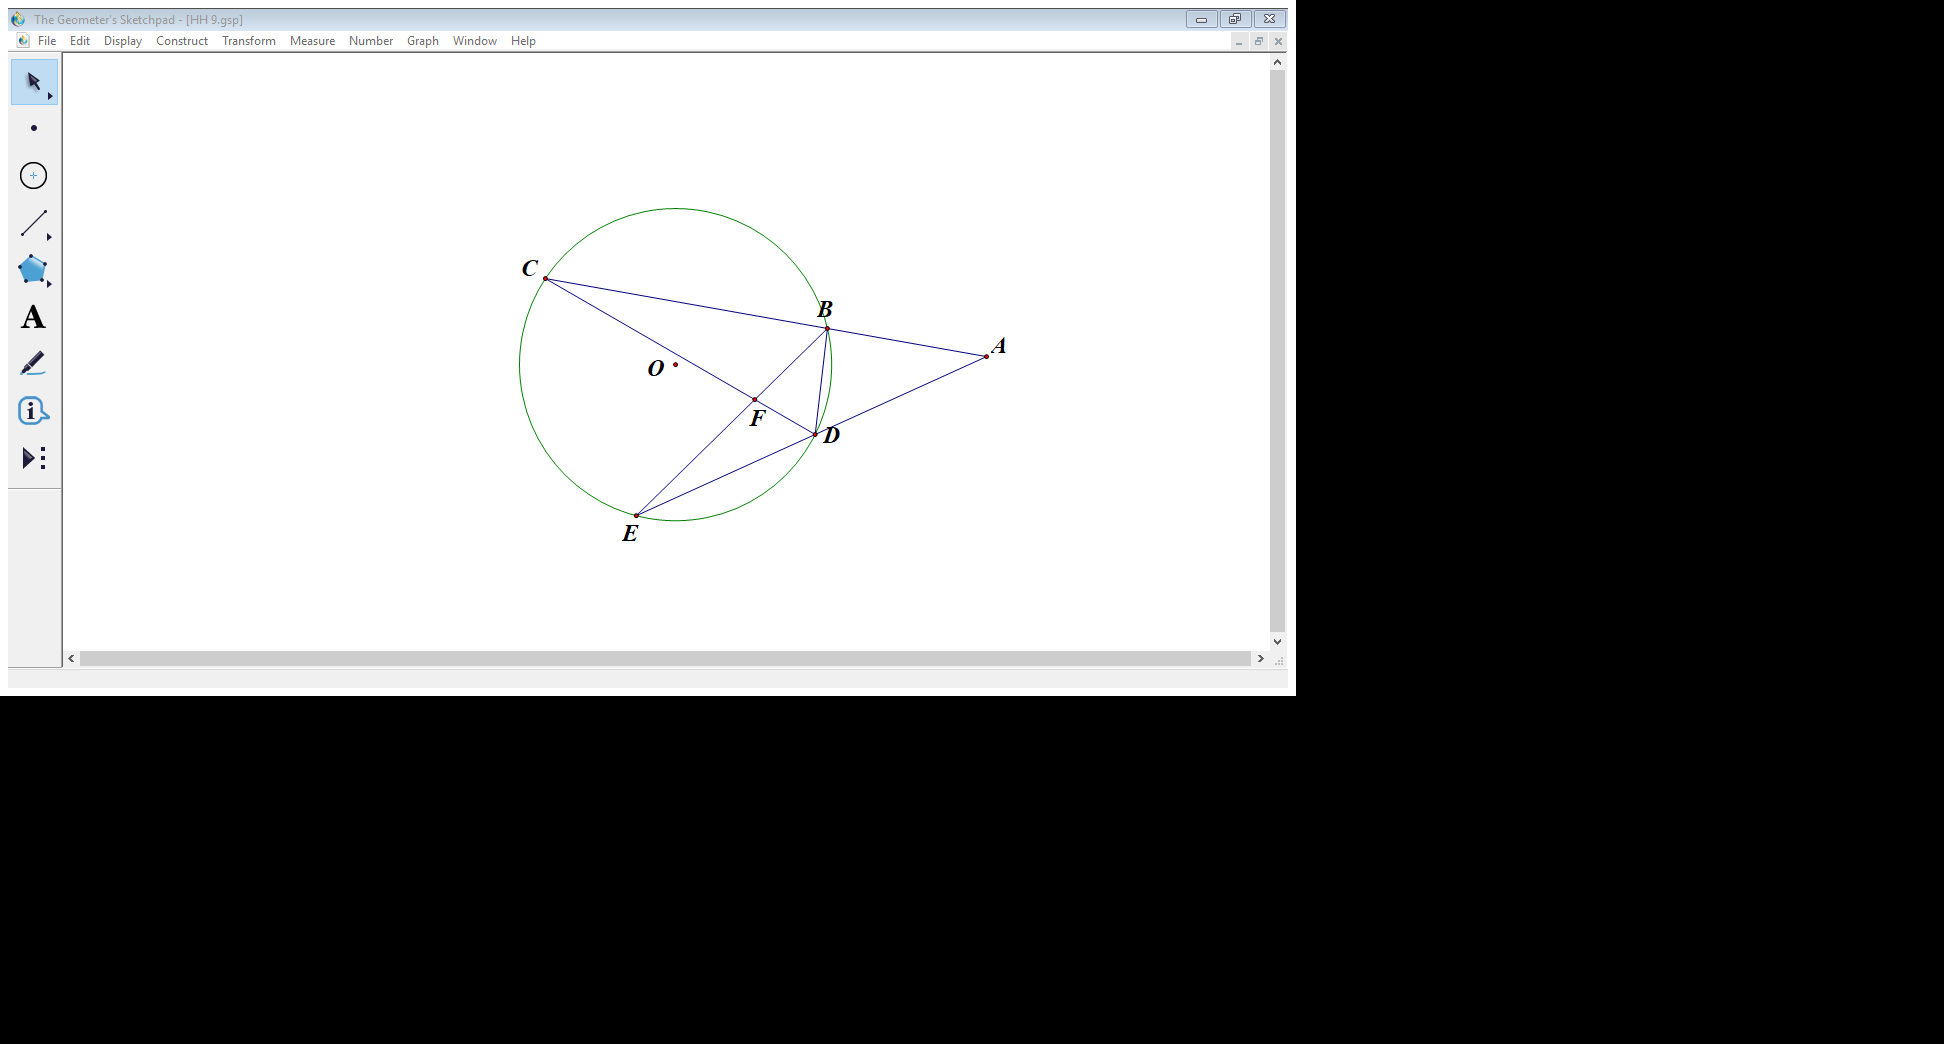 The Geometer's Sketchpad - [HH 9.gsp]
File Edit Display Construct Transform Measure Number Graph Window Help
A
C
B
A
O
F
D
E